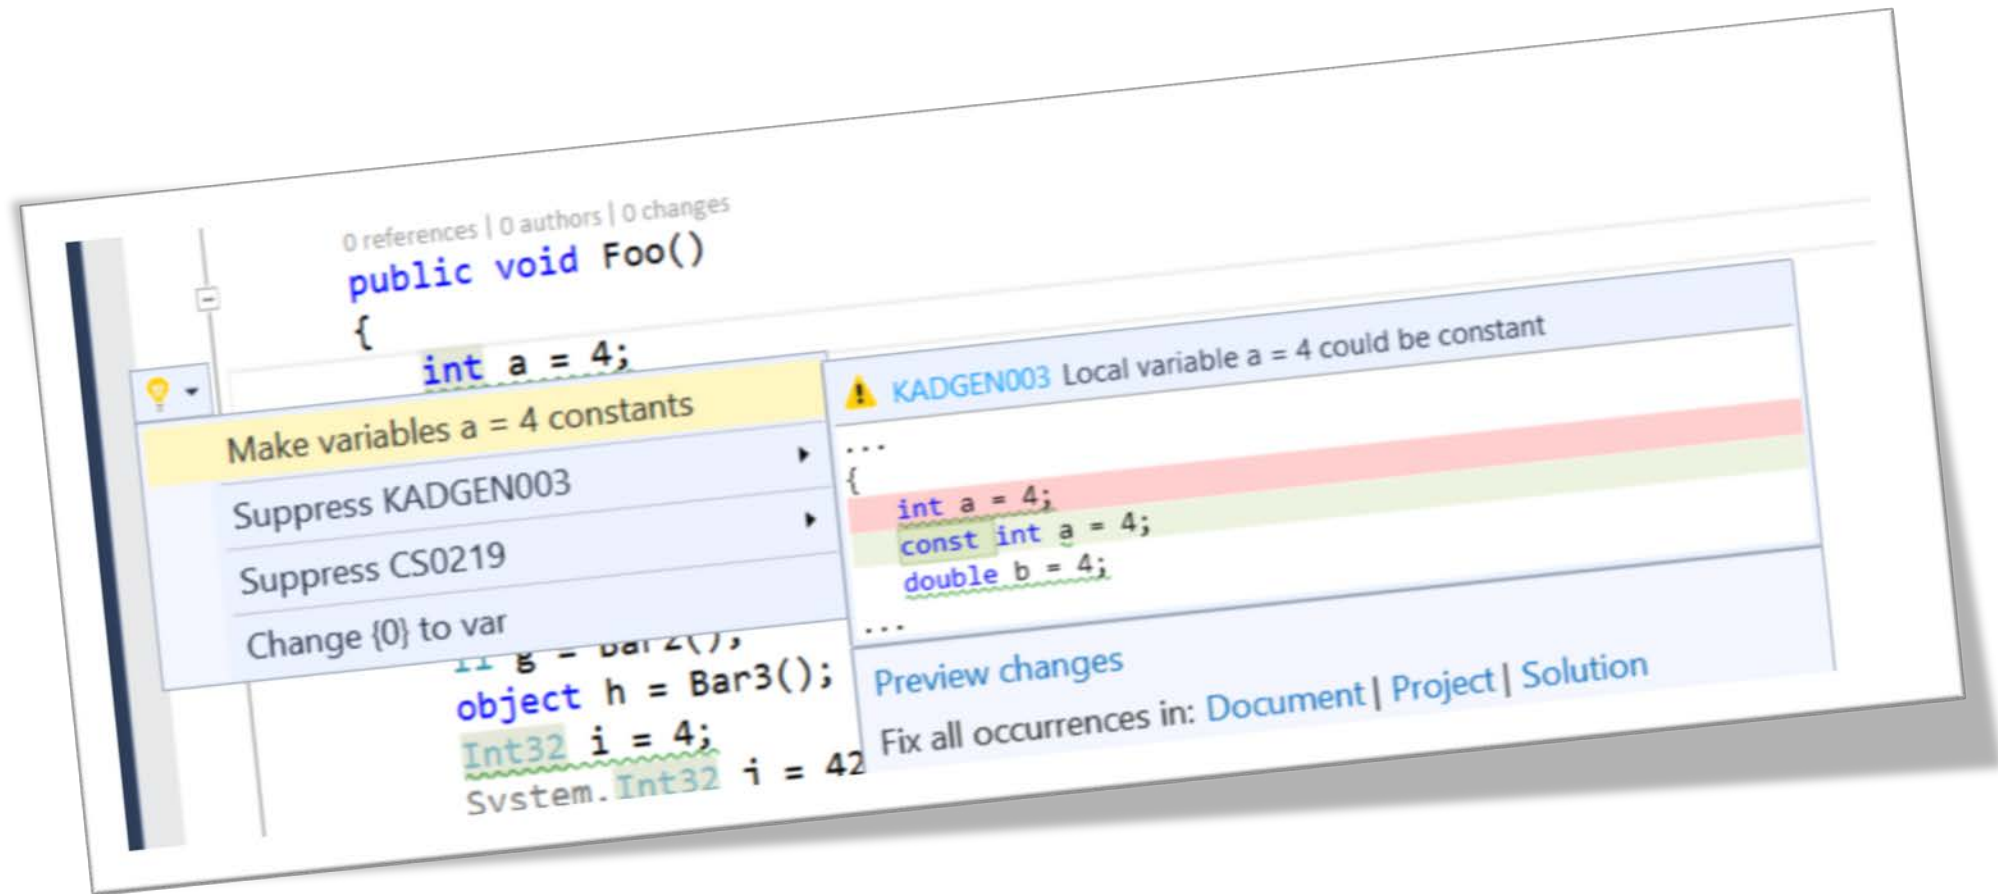 0 references | 0 authors | 0 changes
public void Foo()
{
int a = 4;
Make variables a = 4 constants
Suppress KADGEN003
Suppress CS0219
Change {0} to var
g = Bar2();
object h = Bar3();
Int32 i = 4;
System.Int32 = 42
KADGEN003 Local variable a = 4 could be constant
...
{
int a = 4;
const int a = 4;
double b = 4;
...
Preview changes
Fix all occurrences in: Document | Project | Solution